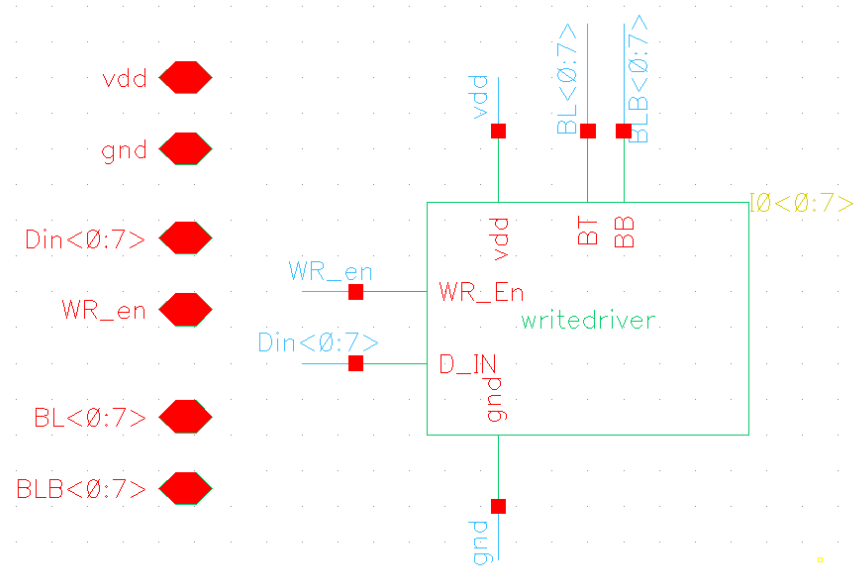 vdd
gnd
Din<0:7>
WR_en
BL<0:7>
BLB<0:7>
vdd
BL<0:7>
BLB<0:7>
I0<0:7>
vdd
BT
BB
WR_en
WR_En
writedriver
Din<0:7>
D_IN
gnd
gnd